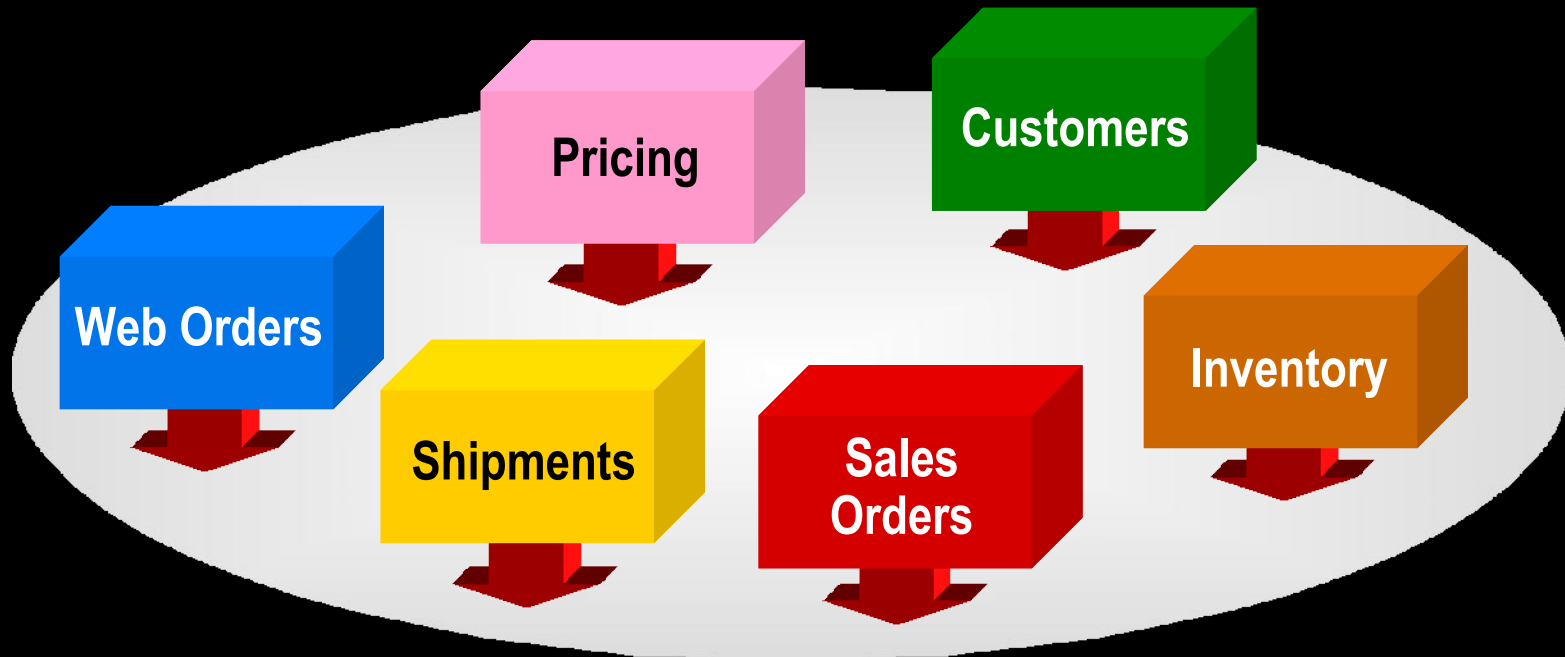 Pricing
Customers
Web Orders
Inventory
Shipments
Sales
Orders